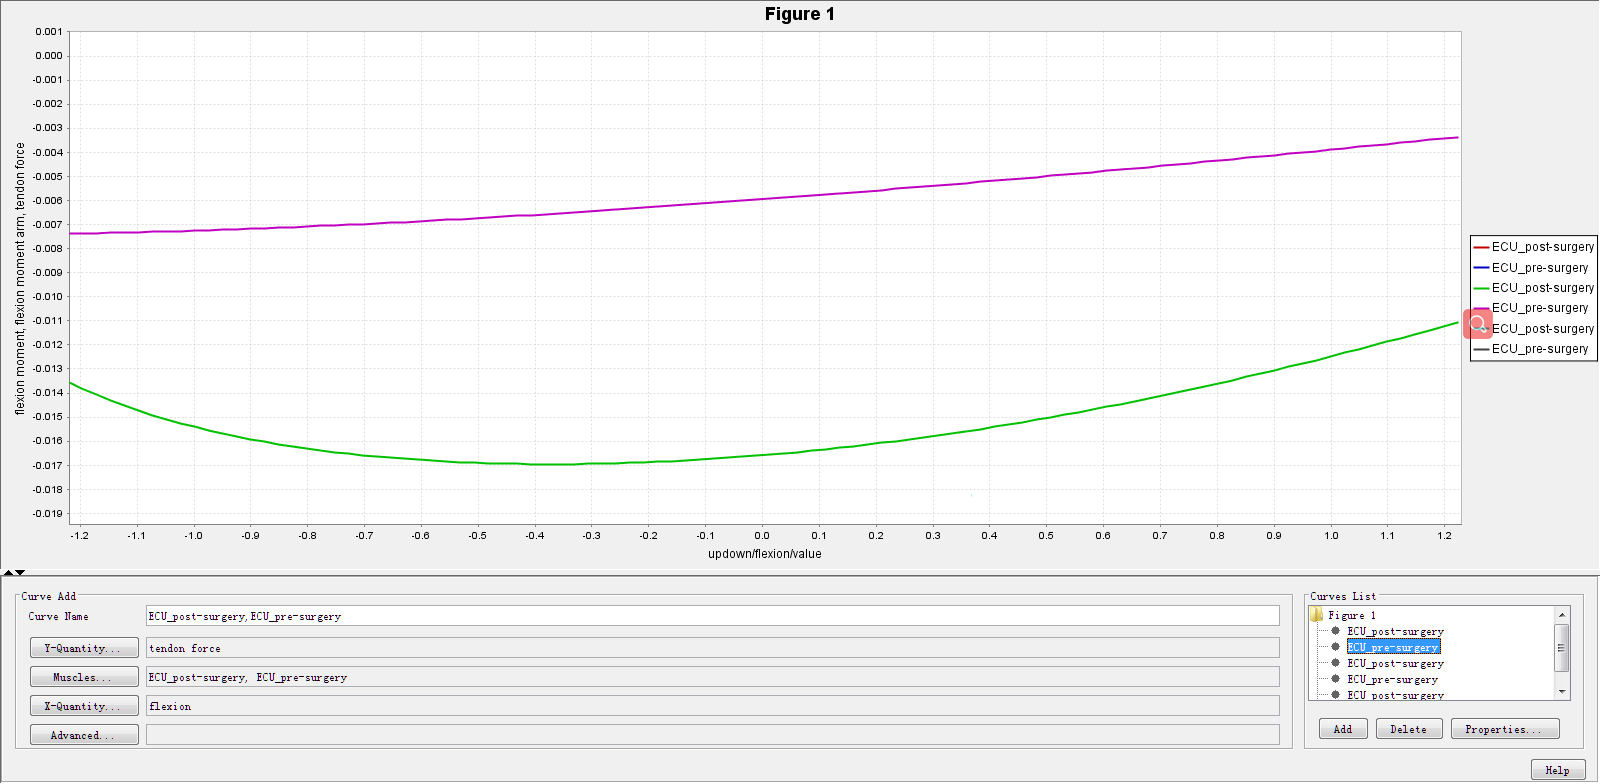 Figure 1
0.001
0.000
-0.001
-0.002
-0.003
-0.004
-0.005
-0.006
-0.007
-0.008
-0.009
-0.010
-0.011
-0.012
-0.013
-0.014
-0.015
-0.016
-0.017
-0.018
-0.019
flexion moment, flexion moment arm, tendon force
-1.2 -1.1 -1.0 -0.9 -0.8 -0.7 -0.6 -0.5 -0.4 -0.3 -0.2 -0.1 0.0 0.1 0.2 0.3 0.4 0.5 0.6 0.7 0.8 0.9 1.0 1.1 1.2
updown/flexion/value
ECU_post-surgery
ECU_pre-surgery
ECU_post-surgery
ECU_pre-surgery
ECU_post-surgery
ECU_pre-surgery
Curve Add
Curve Name ECU_post-surgery,ECU_pre-surgery
Y-Quantity... tendon force
Muscles... ECU_post-surgery, ECU_pre-surgery
X-Quantity... flexion
Advanced...
Curves List
Figure 1
ECU_post-surgery
ECU_pre-surgery
ECU_post-surgery
ECU_pre-surgery
ECU_post-surgery
Add Delete Properties...
Help